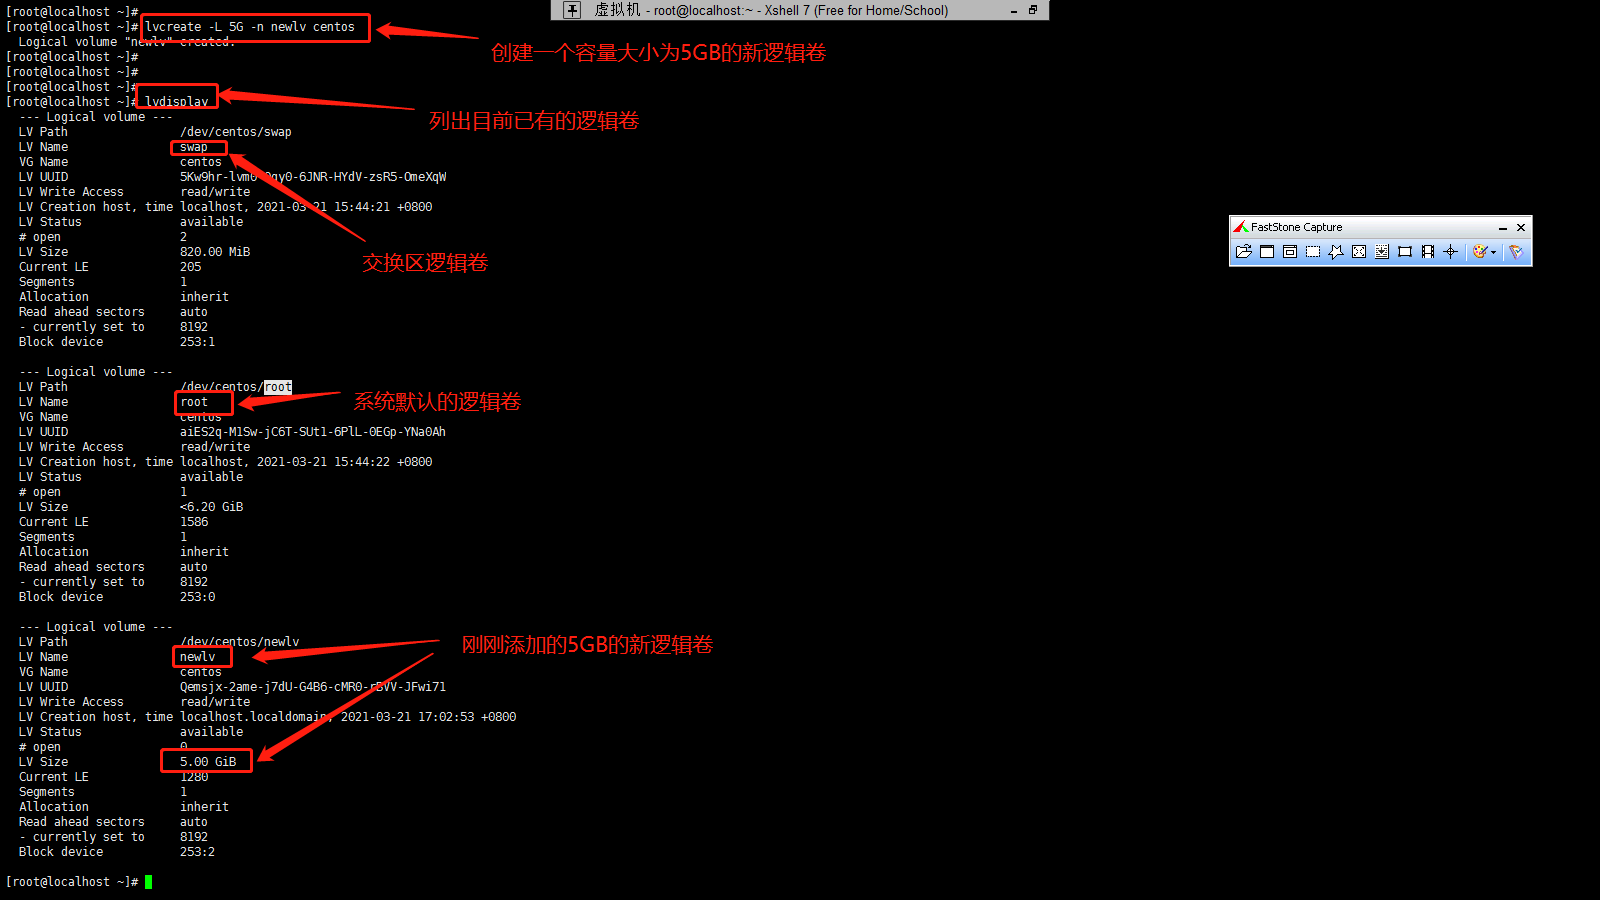 虚拟机 - root@localhost:~ - Xshell 7 (Free for Home/School)
[root@localhost ~]#
[root@localhost ~]# lvcreate -L 5G -n newlv centos
Logical volume "newlv" created.
创建一个容量大小为5GB的新逻辑卷
[root@localhost ~]#
[root@localhost ~]#
[root@localhost ~]#
[root@localhost ~]# lvdisplay
列出目前已有的逻辑卷
--- Logical volume ---
LV Path /dev/centos/swap
LV Name swap
VG Name centos
LV UUID 5Kw9hr-lvm0-Qgy0-6JNR-HYdV-zsR5-OmeXqW
LV Write Access read/write
LV Creation host, time localhost, 2021-03-21 15:44:21 +0800
LV Status available
# open 2
LV Size 820.00 MiB
交换区逻辑卷
Current LE 205
Segments 1
Allocation inherit
Read ahead sectors auto
- currently set to 8192
Block device 253:1
--- Logical volume ---
LV Path /dev/centos/root
LV Name root
系统默认的逻辑卷
VG Name centos
LV UUID aiES2q-M1Sw-jC6T-SUt1-6PlL-0EGp-YNa0Ah
LV Write Access read/write
LV Creation host, time localhost, 2021-03-21 15:44:22 +0800
LV Status available
# open 1
LV Size <6.20 GiB
Current LE 1586
Segments 1
Allocation inherit
Read ahead sectors auto
- currently set to 8192
Block device 253:0
--- Logical volume ---
LV Path /dev/centos/newlv
刚刚添加的5GB的新逻辑卷
LV Name newlv
VG Name centos
LV UUID Qemsjx-2ame-j7dU-G4B6-cMR0-rBVV-JFwi71
LV Write Access read/write
LV Creation host, time localhost.localdomain, 2021-03-21 17:02:53 +0800
LV Status available
# open 0
LV Size 5.00 GiB
Current LE 1280
Segments 1
Allocation inherit
Read ahead sectors auto
- currently set to 8192
Block device 253:2
[root@localhost ~]#
FastStone Capture